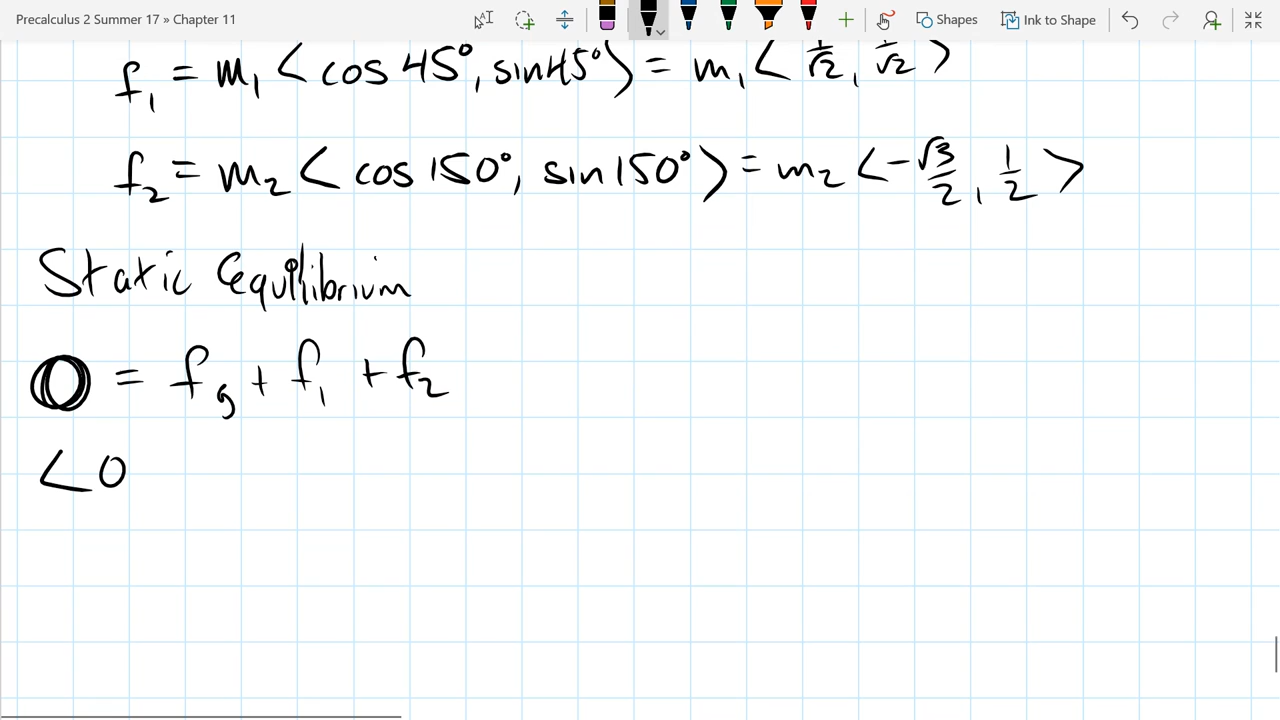 Precalculus 2 Summer 17 » Chapter 11
Shapes
Ink to Shape
f₁ = m₁ < cos 45°, sin 45° > = m₁ < 1/√2, 1/√2 >
f₂ = m₂ < cos 150°, sin 150° > = m₂ < -√3/2, 1/2 >
Static Equilibrium
0 = f_g + f₁ + f₂
< 0